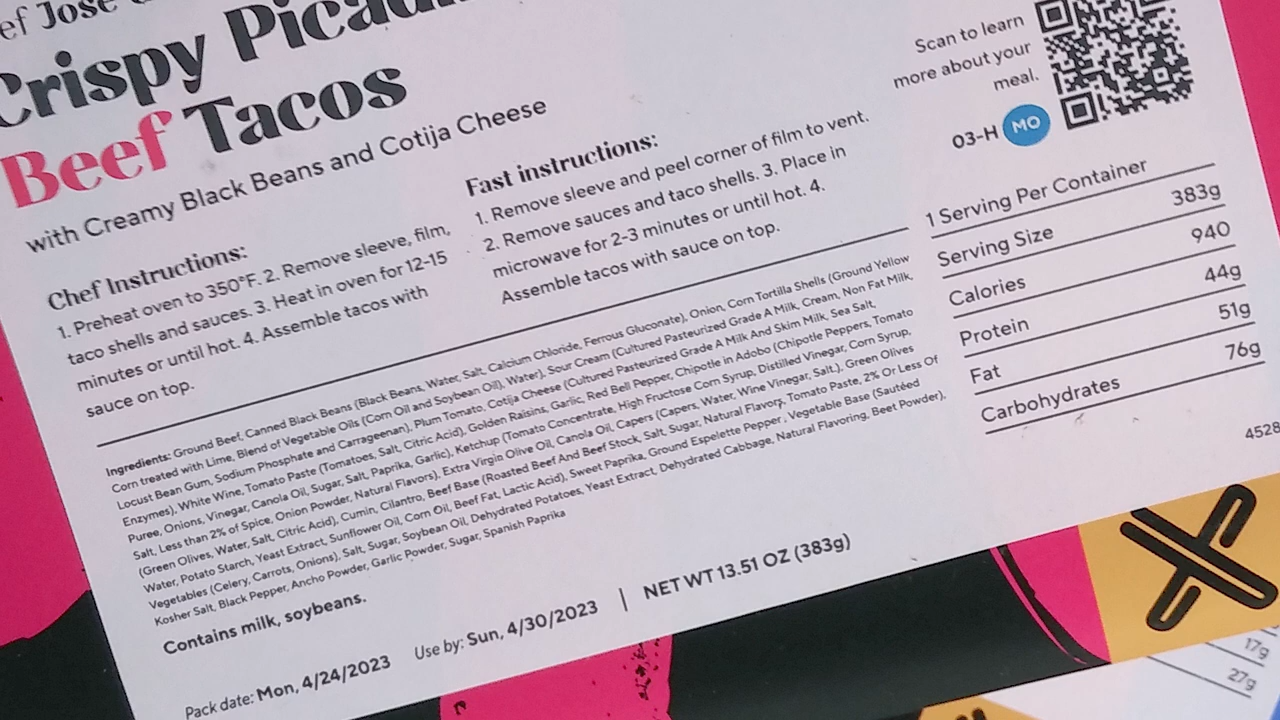 ef José
Crispy
Beef Tacos
with Creamy Black Beans and Cotija Cheese
Chef Instructions:
1. Preheat oven to 350°F. 2. Remove sleeve, film,
taco shells and sauces. 3. Heat in oven for 12-15
minutes or until hot. 4. Assemble tacos with
sauce on top.
Fast instructions:
1. Remove sleeve and peel corner of film to vent.
2. Remove sauces and taco shells. 3. Place in
microwave for 2-3 minutes or until hot. 4.
Assemble tacos with sauce on top.
Scan to learn
more about your
meal.
03-H MO
1 Serving Per Container
Serving Size 383g
Calories 940
Protein 44g
Fat 51g
Carbohydrates 76g
4528
Ingredients: Ground Beef, Canned Black Beans (Black Beans, Water, Salt, Calcium Chloride, Ferrous Gluconate), Onion, Corn Tortilla Shells (Ground Yellow
Corn treated with Lime, Blend of Vegetable Oils (Corn Oil and Soybean Oil), Water), Sour Cream (Cultured Pasteurized Grade A Milk, Cream, Non Fat Milk,
Locust Bean Gum, Sodium Phosphate and Carrageenan), Plum Tomato, Cotija Cheese (Cultured Pasteurized Grade A Milk And Skim Milk, Sea Salt,
Enzymes), White Wine, Tomato Paste (Tomatoes, Salt, Citric Acid), Golden Raisins, Garlic, Red Bell Pepper, Chipotle in Adobo (Chipotle Peppers, Tomato
Puree, Onions, Vinegar, Canola Oil, Sugar, Salt, Paprika, Garlic), Ketchup (Tomato Concentrate, High Fructose Corn Syrup, Distilled Vinegar, Corn Syrup,
Salt, Less than 2% of Spice, Onion Powder, Natural Flavors), Extra Virgin Olive Oil, Canola Oil, Capers (Capers, Water, Wine Vinegar, Salt.), Green Olives
(Green Olives, Water, Salt, Citric Acid), Cumin, Cilantro, Beef Base (Roasted Beef And Beef Stock, Salt, Sugar, Natural Flavors, Tomato Paste, 2% Or Less Of
Water, Potato Starch, Yeast Extract, Sunflower Oil, Corn Oil, Beef Fat, Lactic Acid), Sweet Paprika, Ground Espelette Pepper, Vegetable Base (Sautéed
Vegetables (Celery, Carrots, Onions), Salt, Sugar, Soybean Oil, Dehydrated Potatoes, Yeast Extract, Dehydrated Cabbage, Natural Flavoring, Beet Powder),
Kosher Salt, Black Pepper, Ancho Powder, Garlic Powder, Sugar, Spanish Paprika
Contains milk, soybeans.
Pack date: Mon, 4/24/2023 Use by: Sun, 4/30/2023 | NET WT 13.51 OZ (383g)
17g
27g